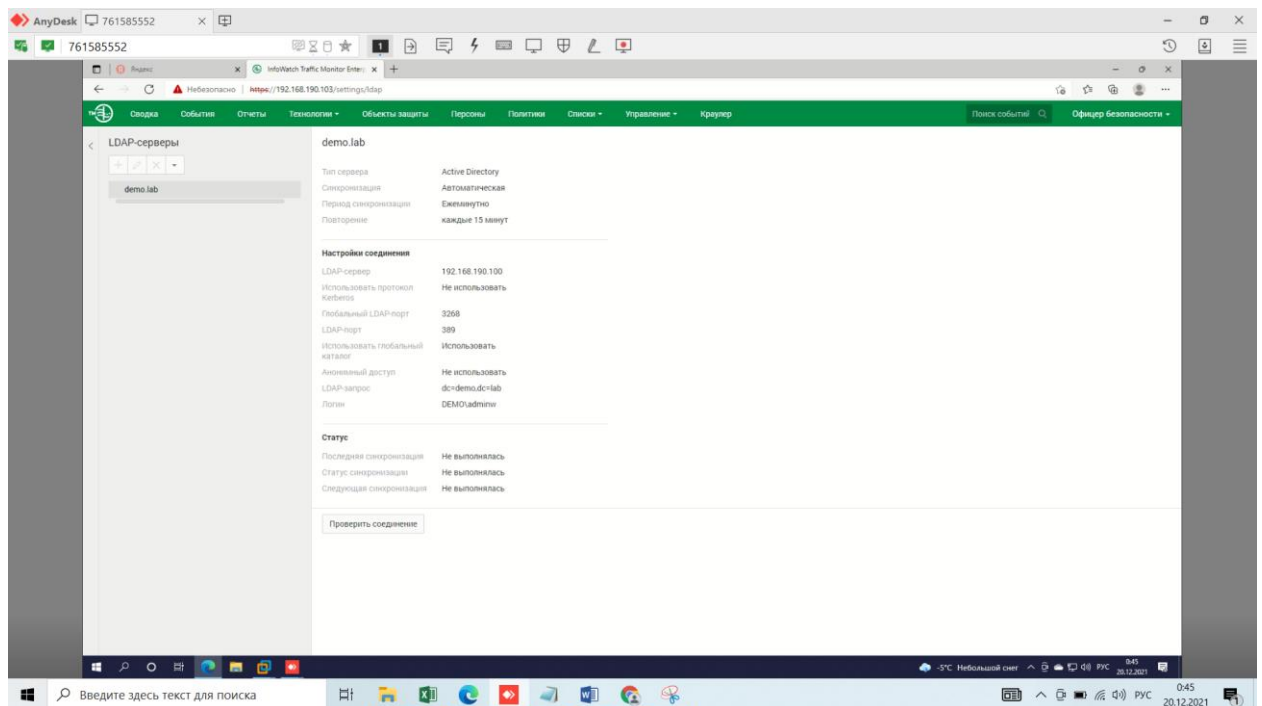 AnyDesk 761585552
761585552
1
Яндекс InfoWatch Traffic Monitor Enterp
Небезопасно https://192.168.190.103/settings/ldap
Сводка События Отчеты Технологии Объекты защиты Персоны Политики Списки Управление Краулер Поиск событий Офицер безопасности
LDAP-серверы
demo.lab
demo.lab
Тип сервера Active Directory
Синхронизация Автоматическая
Период синхронизации Ежеминутно
Повторение каждые 15 минут
Настройки соединения
LDAP-сервер 192.168.190.100
Использовать протокол Не использовать
Kerberos
Глобальный LDAP-порт 3268
LDAP-порт 389
Использовать глобальный Использовать
каталог
Анонимный доступ Не использовать
LDAP-запрос dc=demo,dc=lab
Логин DEMO\adminw
Статус
Последняя синхронизация Не выполнялась
Статус синхронизации Не выполнялась
Следующая синхронизация Не выполнялась
Проверить соединение
-5°C Небольшой снег РУС 0:45
20.12.2021
Введите здесь текст для поиска РУС 0:45
20.12.2021